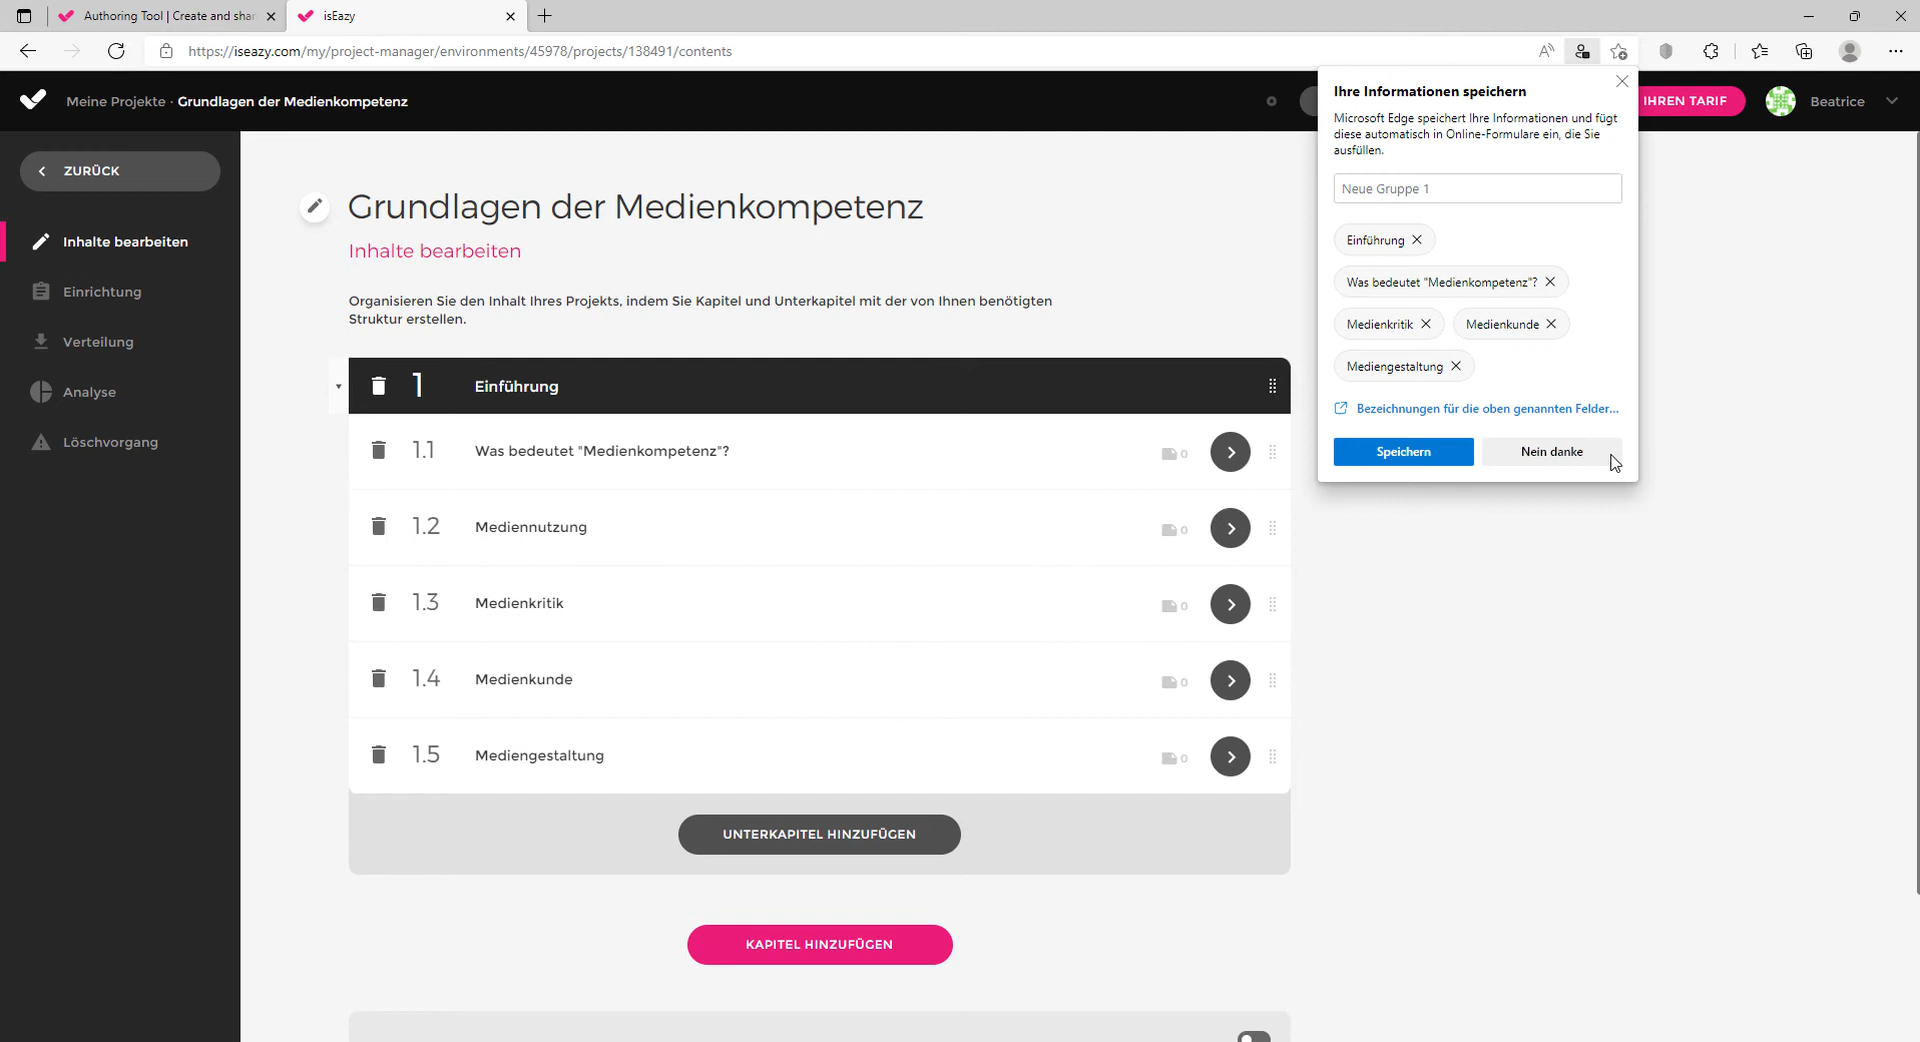 Authoring Tool | Create and shar
isEazy
https://iseazy.com/my/project-manager/environments/45978/projects/138491/contents
Meine Projekte · Grundlagen der Medienkompetenz
IHREN TARIF
Beatrice
ZURÜCK
Inhalte bearbeiten
Einrichtung
Verteilung
Analyse
Löschvorgang
Grundlagen der Medienkompetenz
Inhalte bearbeiten
Organisieren Sie den Inhalt Ihres Projekts, indem Sie Kapitel und Unterkapitel mit der von Ihnen benötigten
Struktur erstellen.
1 Einführung
1.1 Was bedeutet "Medienkompetenz"? 0
1.2 Mediennutzung 0
1.3 Medienkritik 0
1.4 Medienkunde 0
1.5 Mediengestaltung 0
UNTERKAPITEL HINZUFÜGEN
KAPITEL HINZUFÜGEN
Ihre Informationen speichern
Microsoft Edge speichert Ihre Informationen und fügt
diese automatisch in Online-Formulare ein, die Sie
ausfüllen.
Neue Gruppe 1
Einführung
Was bedeutet "Medienkompetenz"?
Medienkritik Medienkunde
Mediengestaltung
Bezeichnungen für die oben genannten Felder...
Speichern Nein danke